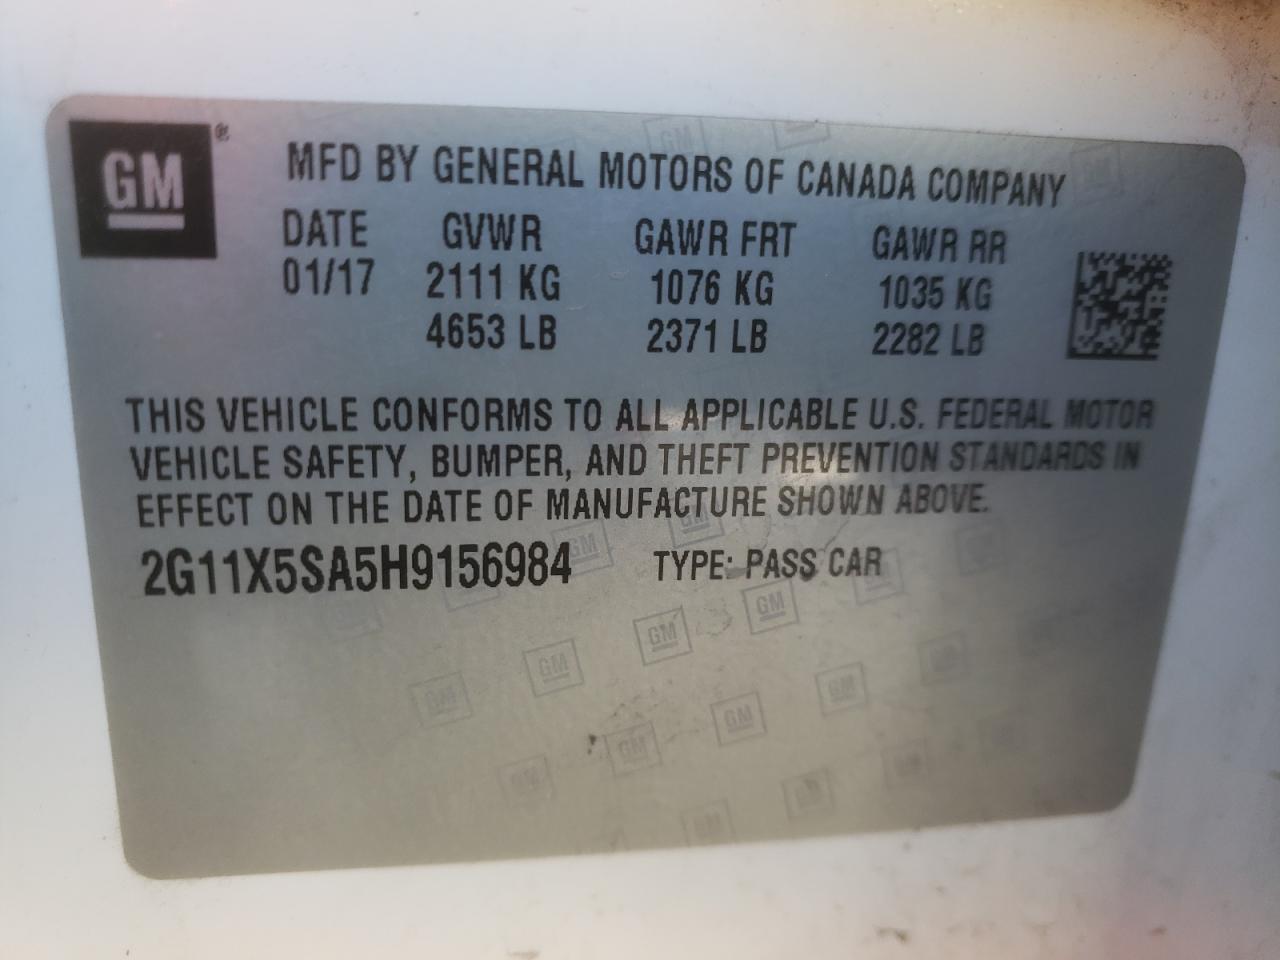 GM®
MFD BY GENERAL MOTORS OF CANADA COMPANY
DATE GVWR GAWR FRT GAWR RR
01/17 2111 KG 1076 KG 1035 KG
4653 LB 2371 LB 2282 LB
THIS VEHICLE CONFORMS TO ALL APPLICABLE U.S. FEDERAL MOTOR
VEHICLE SAFETY, BUMPER, AND THEFT PREVENTION STANDARDS IN
EFFECT ON THE DATE OF MANUFACTURE SHOWN ABOVE.
2G11X5SA5H9156984 TYPE: PASS CAR